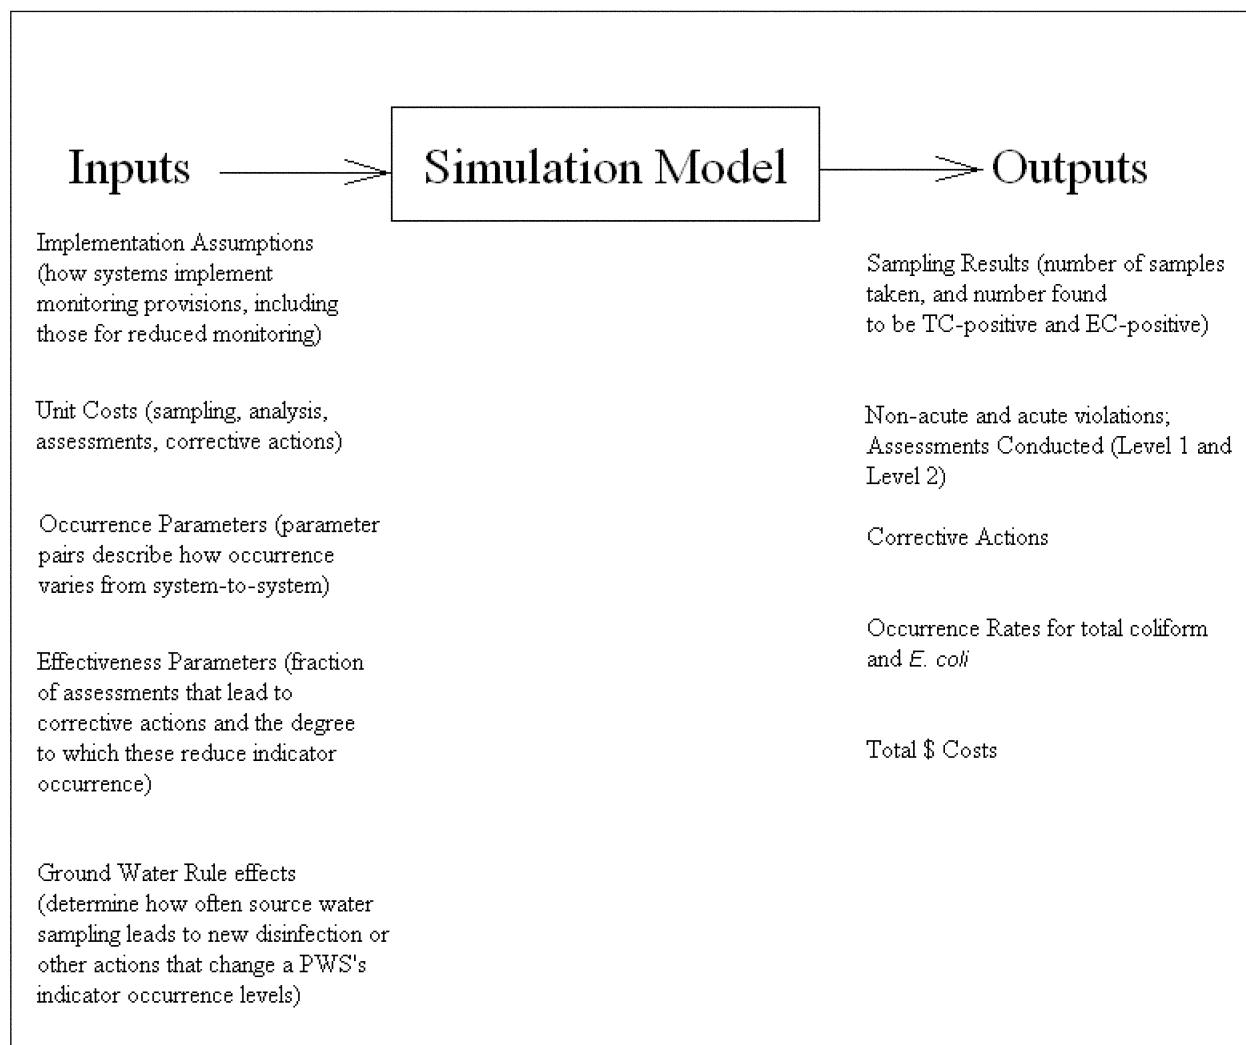 Inputs
Simulation Model
Outputs
Implementation Assumptions
(how systems implement
monitoring provisions, including
those for reduced monitoring)
Unit Costs (sampling, analysis,
assessments, corrective actions)
Occurrence Parameters (parameter
pairs describe how occurrence
varies from system-to-system)
Effectiveness Parameters (fraction
of assessments that lead to
corrective actions and the degree
to which these reduce indicator
occurrence)
Ground Water Rule effects
(determine how often source water
sampling leads to new disinfection or
other actions that change a PWS's
indicator occurrence levels)
Sampling Results (number of samples
taken, and number found
to be TC-positive and EC-positive)
Non-acute and acute violations;
Assessments Conducted (Level 1 and
Level 2)
Corrective Actions
Occurrence Rates for total coliform
and E. coli
Total $ Costs